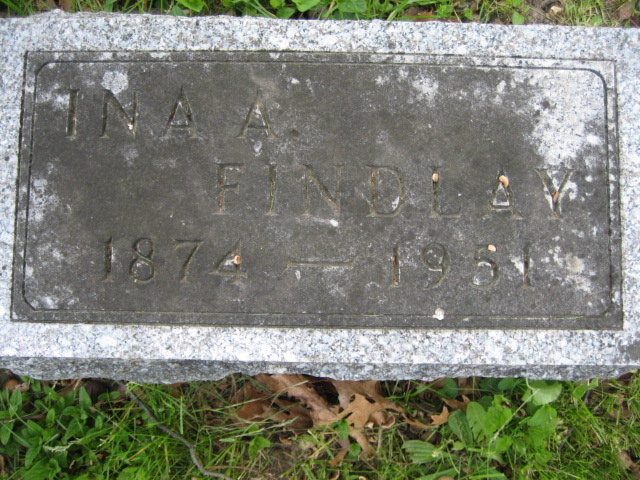 INA A.
FINDLAY
1874 — 1951